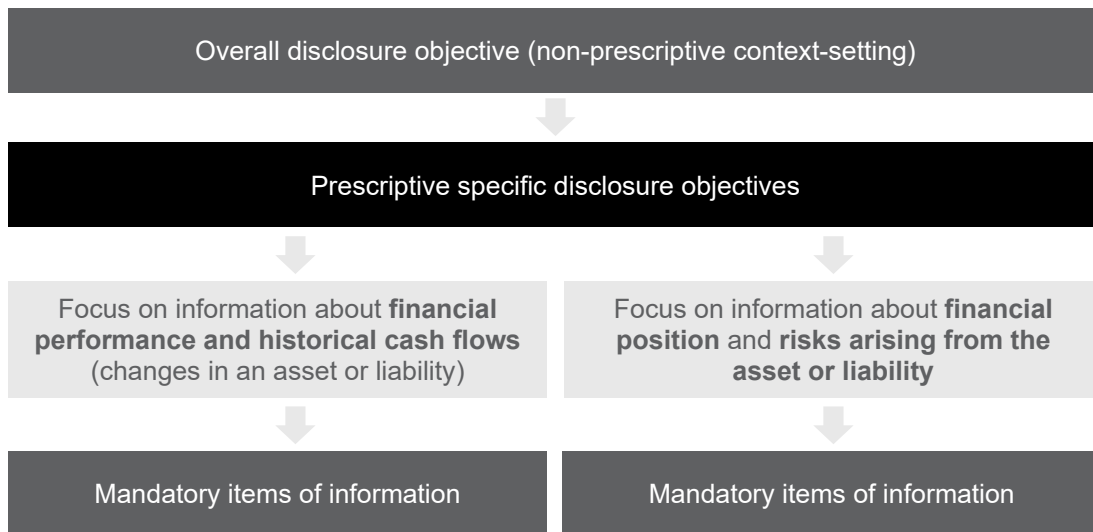 Overall disclosure objective (non-prescriptive context-setting)
Prescriptive specific disclosure objectives
Focus on information about financial
performance and historical cash flows
(changes in an asset or liability)
Focus on information about financial
position and risks arising from the
asset or liability
Mandatory items of information
Mandatory items of information